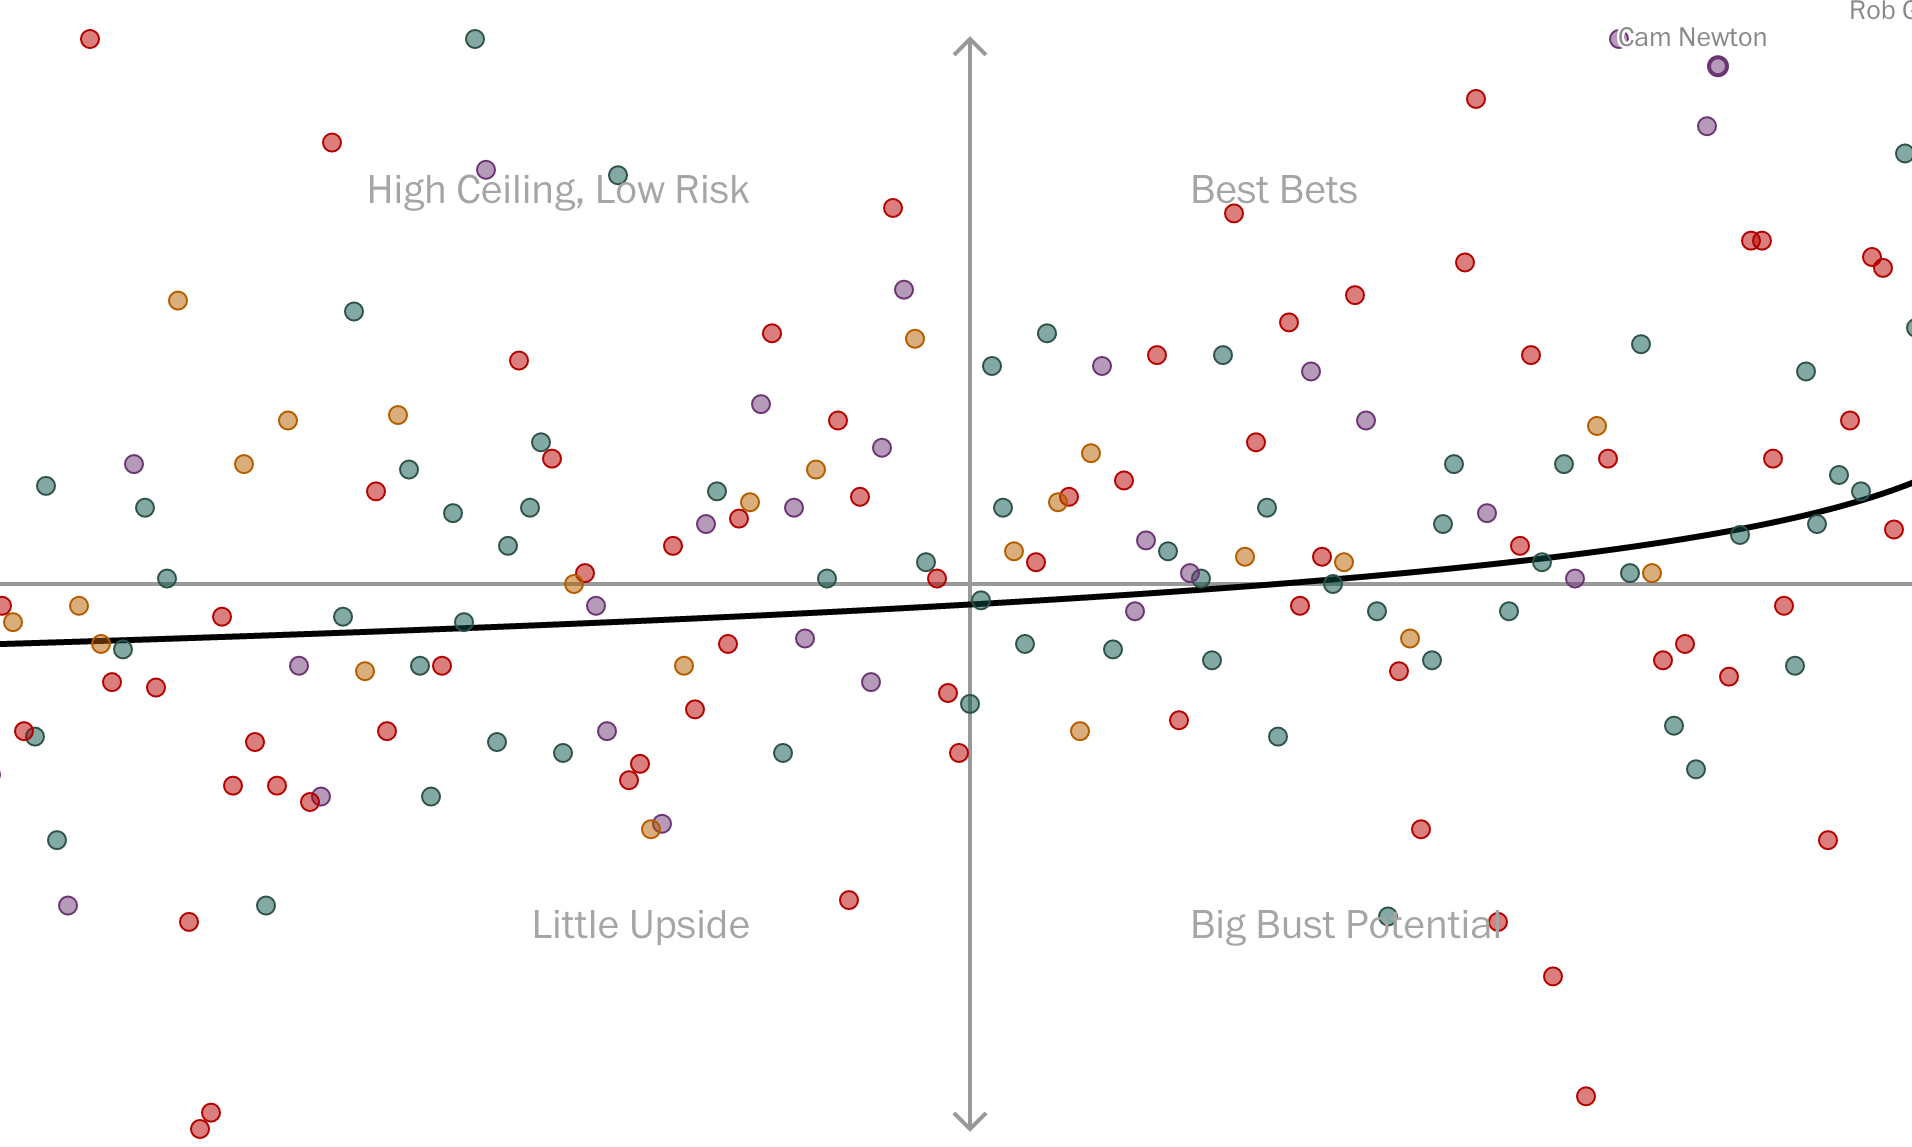 Rob G
Cam Newton
High Ceiling, Low Risk
Best Bets
Little Upside
Big Bust Potential